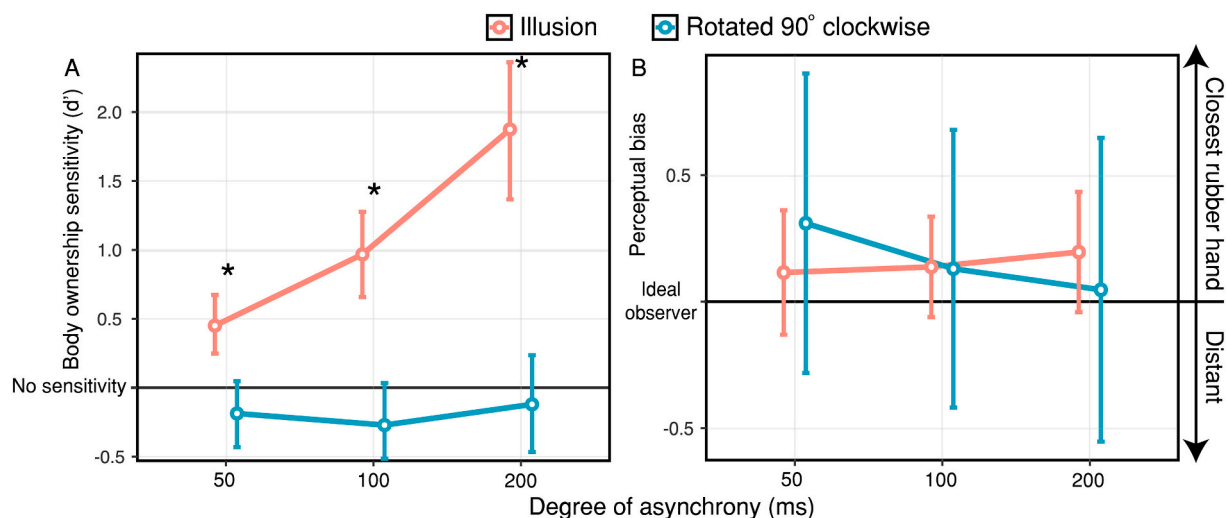 Illusion
Rotated 90° clockwise
A
*
*
*
Body ownership sensitivity (d')
2.0
1.5
1.0
0.5
No sensitivity
-0.5
50
100
200
B
Perceptual bias
0.5
Ideal
observer
-0.5
50
100
200
Closest rubber hand
Distant
Degree of asynchrony (ms)